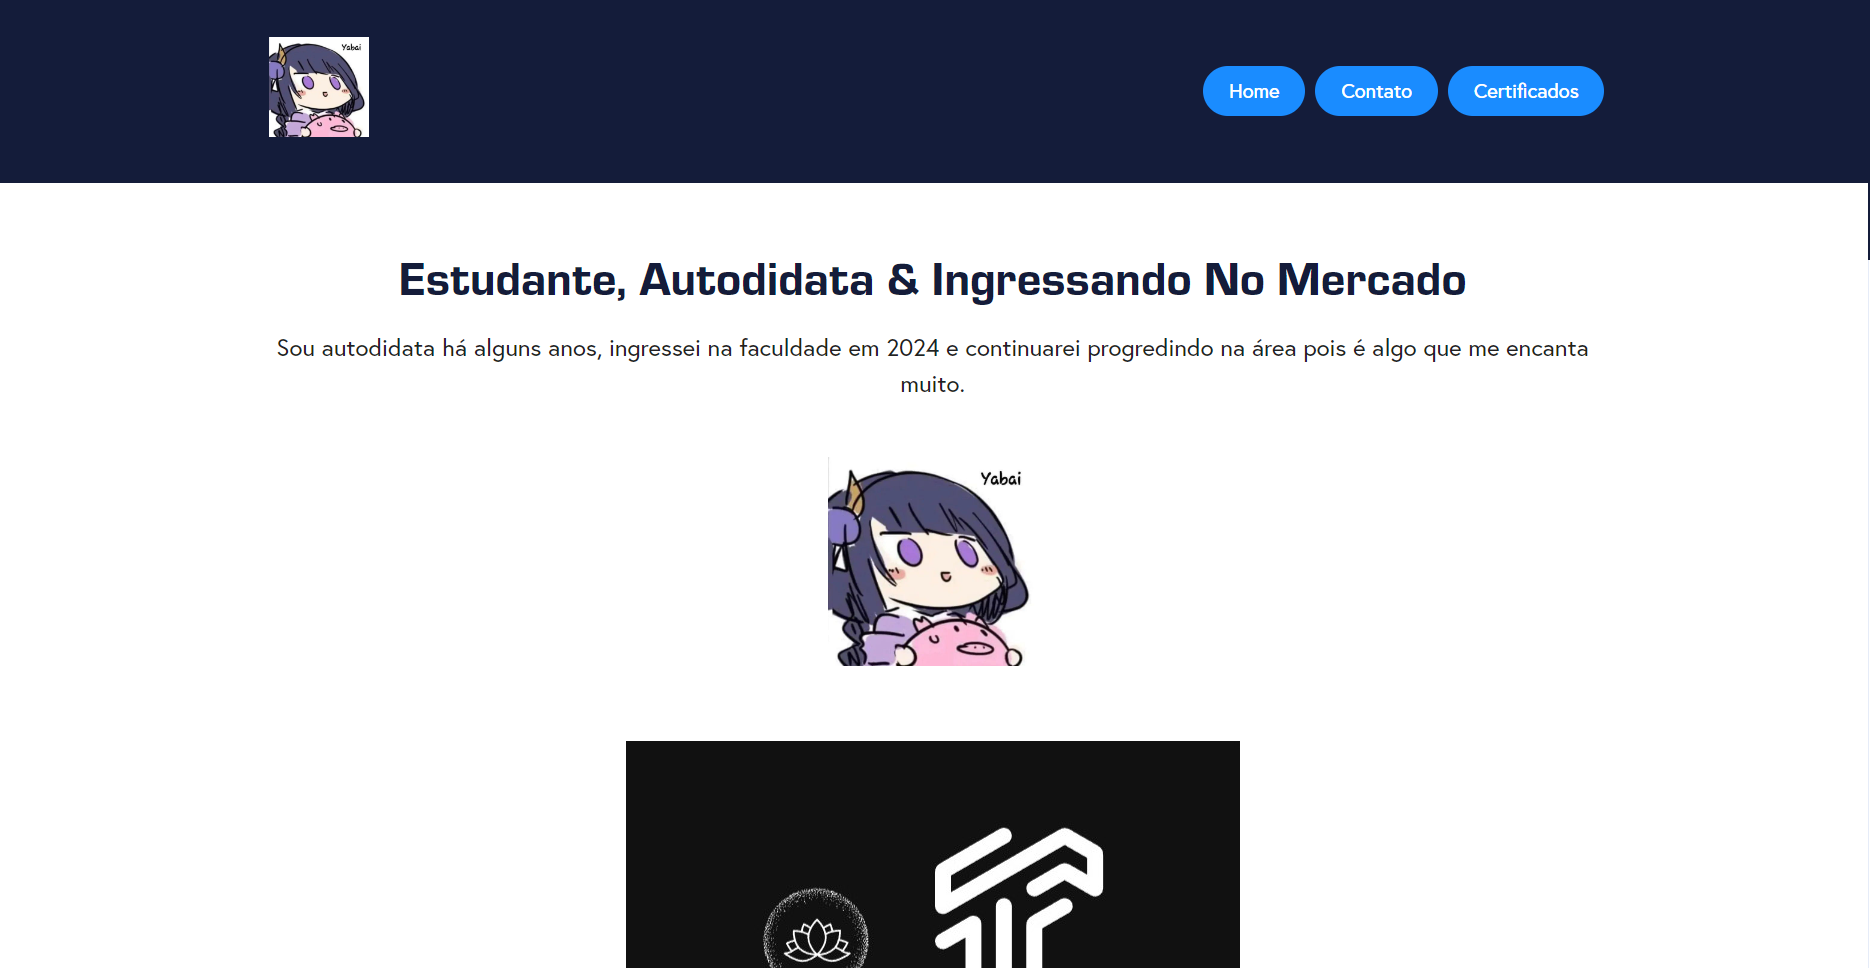 Yabai
Home
Contato
Certificados
Estudante, Autodidata & Ingressando No Mercado
Sou autodidata há alguns anos, ingressei na faculdade em 2024 e continuarei progredindo na área pois é algo que me encanta
muito.
Yabai